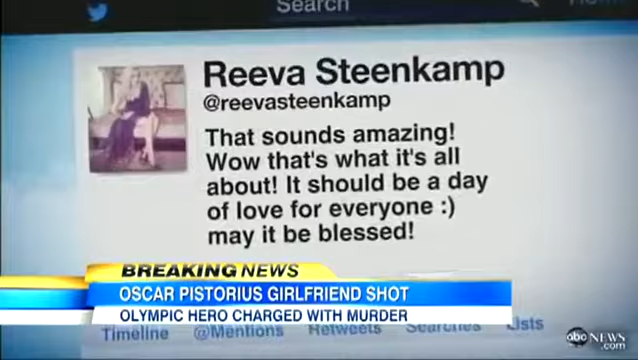 Search
Reeva Steenkamp
@reevasteenkamp
That sounds amazing!
Wow that's what it's all
about! It should be a day
of love for everyone :)
may it be blessed!
BREAKING NEWS
OSCAR PISTORIUS GIRLFRIEND SHOT
OLYMPIC HERO CHARGED WITH MURDER
Timeline @Mentions Retweets Searches Lists
abc NEWS
.com